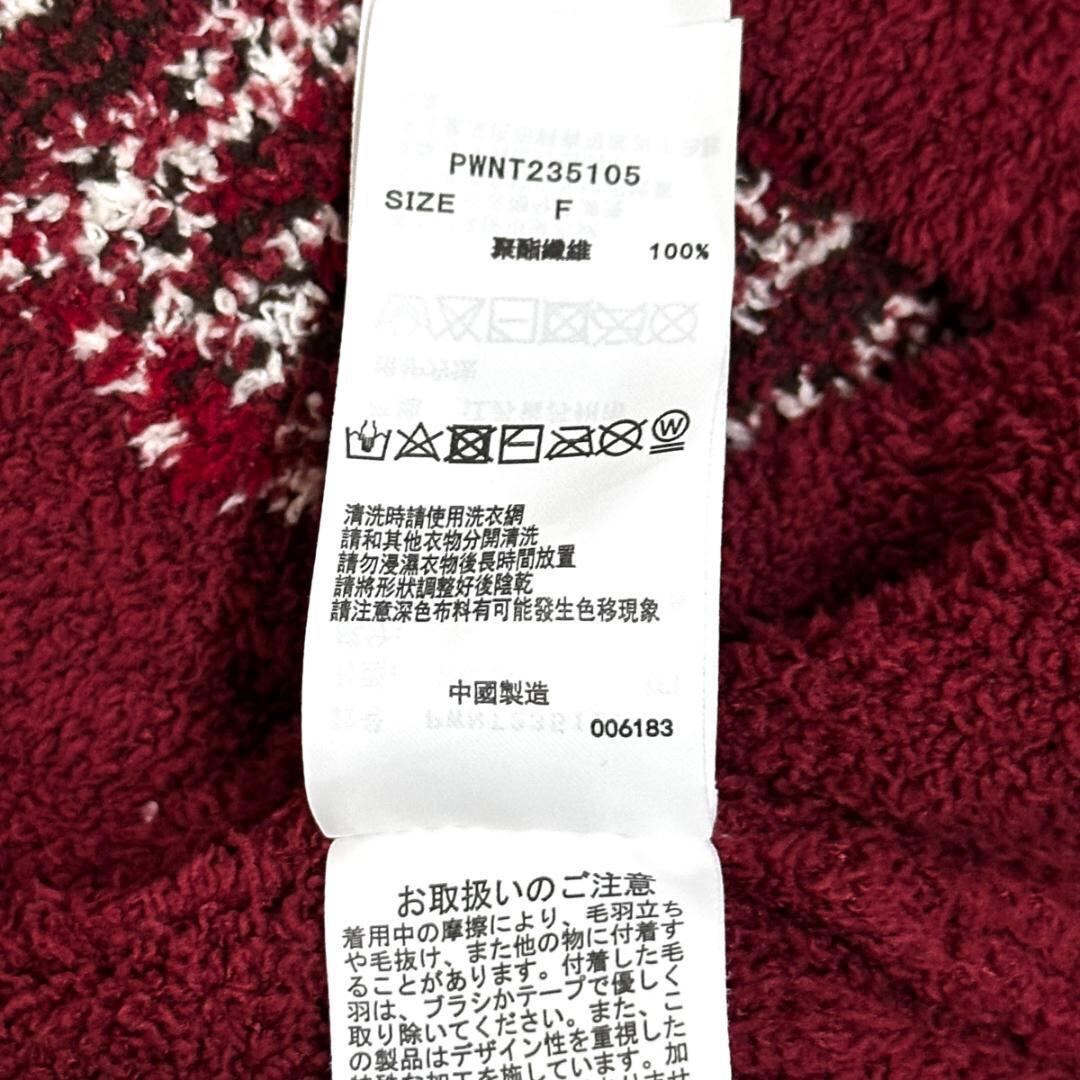 PWNT235105
SIZE F
聚酯纖維 100%
W
清洗時請使用洗衣網
請和其他衣物分開清洗
請勿浸濕衣物後長時間放置
請將形狀調整好後陰乾
請注意深色布料有可能發生色移現象
中國製造
006183
お取扱いのご注意
着用中の摩擦により、毛羽立ち
や毛抜け、また他の物に付着す
ることがあります。付着した毛
羽は、ブラシかテープで優しく
取り除いてください。また、こ
の製品はデザイン性を重視した
を施しています。加